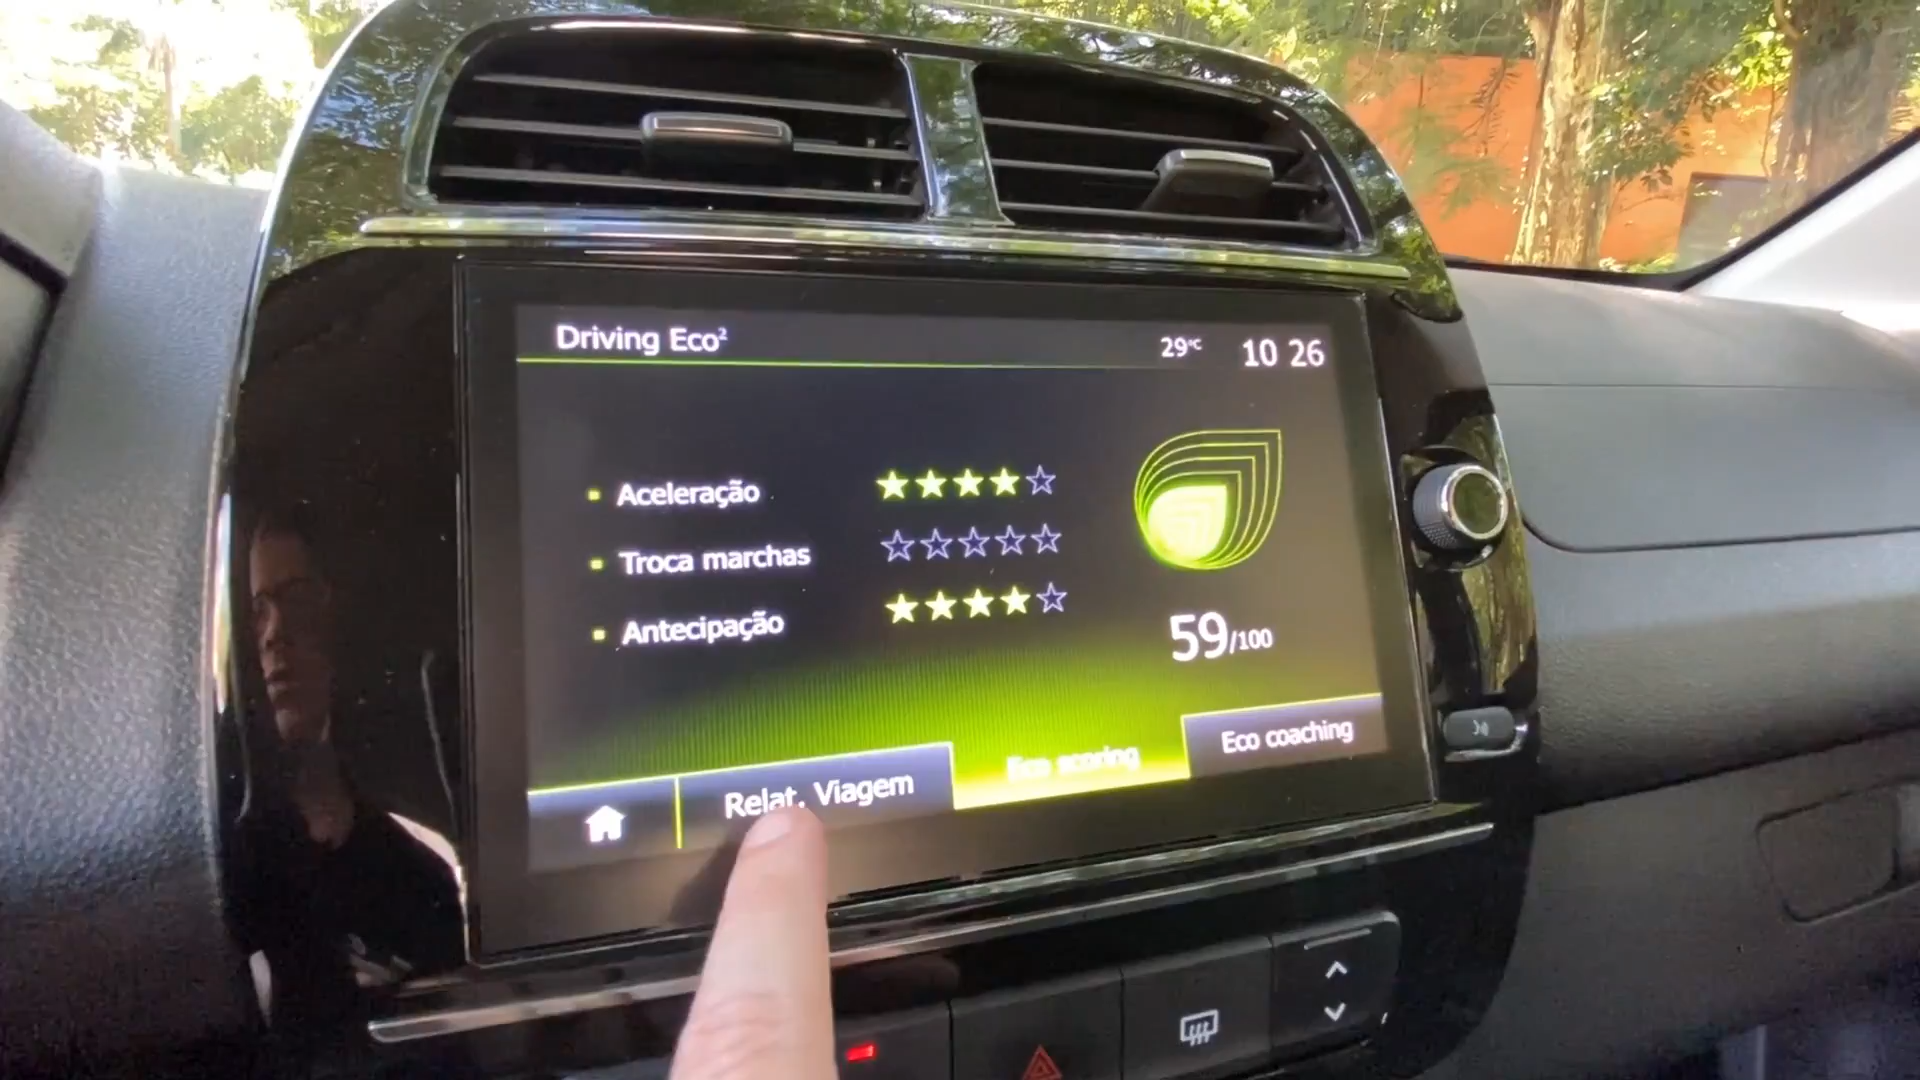 Driving Eco²
29°C 10 26
Aceleração
Troca marchas
Antecipação
59/100
Relat. Viagem
Eco scoring
Eco coaching